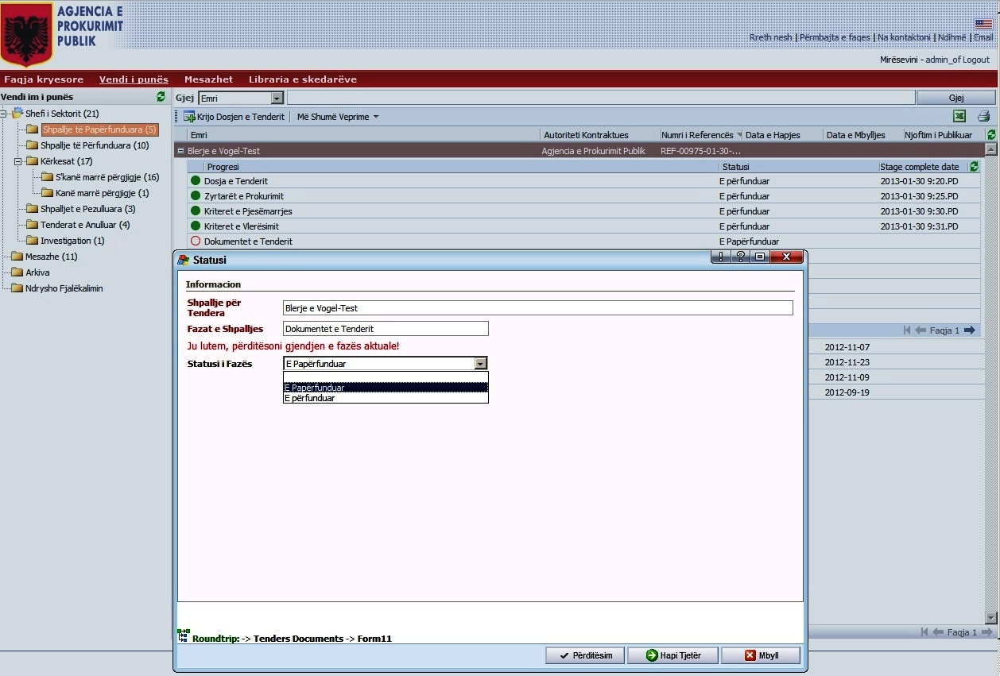 AGJENCIA E
PROKURIMIT
PUBLIK
Rreth nesh | Përmbajta e faqes | Na kontaktoni | Ndihmë | Email
Mirësevini - admin_of Logout
Faqja kryesore Vendi i punës Mesazhet Libraria e skedarëve
Vendi im i punës
Gjej Emri Gjej
Shefi i Sektorit (21)
Shpallje të Papërfunduara (5)
Shpallje të Përfunduara (10)
Kërkesat (17)
S'kanë marrë përgjigje (16)
Kanë marrë përgjigje (1)
Shpalljet e Pezulluara (3)
Tenderat e Anulluar (4)
Investigation (1)
Mesazhe (11)
Arkiva
Ndrysho Fjalëkalimin
Krijo Dosjen e Tenderit Më Shumë Veprime
Emri Autoriteti Kontraktues Numri i Referencës Data e Hapjes Data e Mbylljes Njoftim i Publikuar
Blerje e Vogel-Test Agjencia e Prokurimit Publik REF-00975-01-30-...
Progresi Statusi Stage complete date
Dosja e Tenderit E përfunduar 2013-01-30 9:20.PD
Zyrtarët e Prokurimit E përfunduar 2013-01-30 9:25.PD
Kriteret e Pjesëmarrjes E përfunduar 2013-01-30 9:30.PD
Kriteret e Vlerësimit E përfunduar 2013-01-30 9:31.PD
Dokumentet e Tenderit E Papërfunduar
Faqja 1
2012-11-07
2012-11-23
2012-11-09
2012-09-19
Faqja 1
Statusi
Informacion
Shpallje për
Tendera Blerje e Vogel-Test
Fazat e Shpalljes Dokumentet e Tenderit
Ju lutem, përditësoni gjendjen e fazës aktuale!
Statusi i Fazës E Papërfunduar
E Papërfunduar
E përfunduar
Roundtrip: -> Tenders Documents -> Form11
Përditësim Hapi Tjetër Mbyll